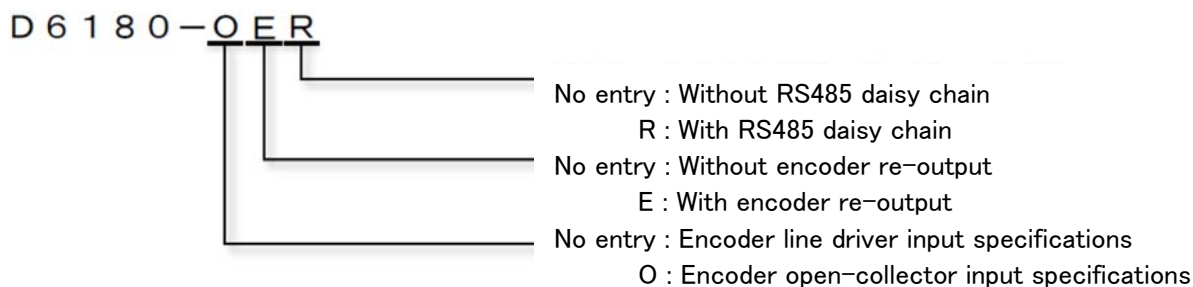 D6180-OER
No entry : Without RS485 daisy chain
R : With RS485 daisy chain
No entry : Without encoder re-output
E : With encoder re-output
No entry : Encoder line driver input specifications
O : Encoder open-collector input specifications